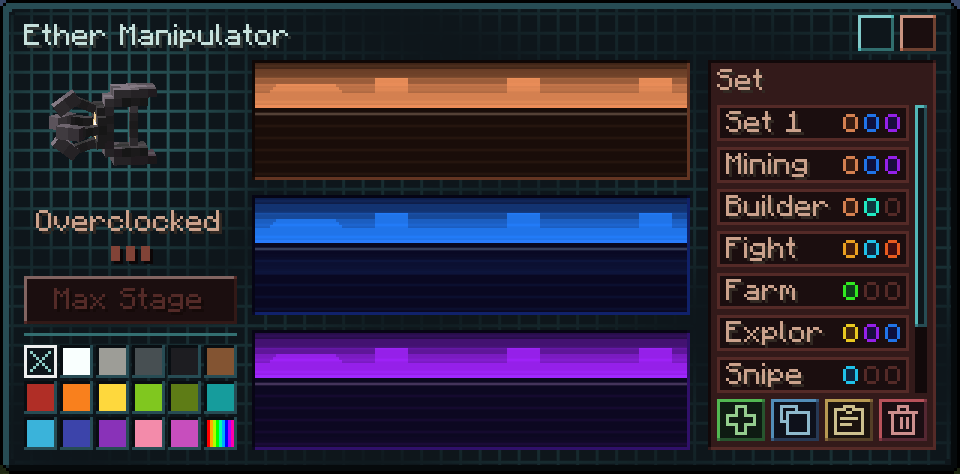 Ether Manipulator
Overclocked
Max Stage
Set
Set 1
Mining
Builder
Fight
Farm
Explor
Snipe